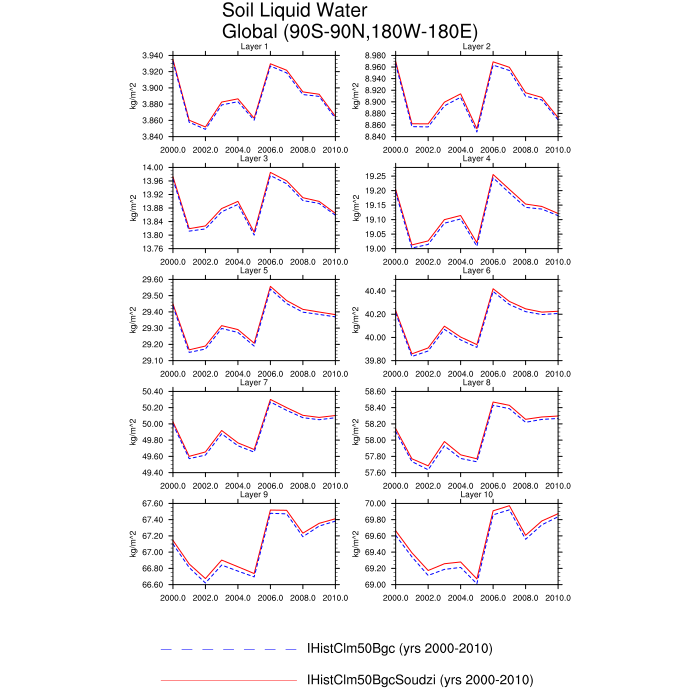 Soil Liquid Water
Global (90S-90N,180W-180E)
Layer 1
Layer 2
kg/m^2
3.940
3.920
3.900
3.880
3.860
3.840
2000.0 2002.0 2004.0 2006.0 2008.0 2010.0
kg/m^2
8.980
8.960
8.940
8.920
8.900
8.880
8.860
8.840
2000.0 2002.0 2004.0 2006.0 2008.0 2010.0
Layer 3
Layer 4
kg/m^2
14.00
13.96
13.92
13.88
13.84
13.80
13.76
2000.0 2002.0 2004.0 2006.0 2008.0 2010.0
kg/m^2
19.25
19.20
19.15
19.10
19.05
19.00
2000.0 2002.0 2004.0 2006.0 2008.0 2010.0
Layer 5
Layer 6
kg/m^2
29.60
29.50
29.40
29.30
29.20
29.10
2000.0 2002.0 2004.0 2006.0 2008.0 2010.0
kg/m^2
40.40
40.20
40.00
39.80
2000.0 2002.0 2004.0 2006.0 2008.0 2010.0
Layer 7
Layer 8
kg/m^2
50.40
50.20
50.00
49.80
49.60
49.40
2000.0 2002.0 2004.0 2006.0 2008.0 2010.0
kg/m^2
58.60
58.40
58.20
58.00
57.80
57.60
2000.0 2002.0 2004.0 2006.0 2008.0 2010.0
Layer 9
Layer 10
kg/m^2
67.60
67.40
67.20
67.00
66.80
66.60
2000.0 2002.0 2004.0 2006.0 2008.0 2010.0
kg/m^2
70.00
69.80
69.60
69.40
69.20
69.00
2000.0 2002.0 2004.0 2006.0 2008.0 2010.0
IHistClm50Bgc (yrs 2000-2010)
IHistClm50BgcSoudzi (yrs 2000-2010)